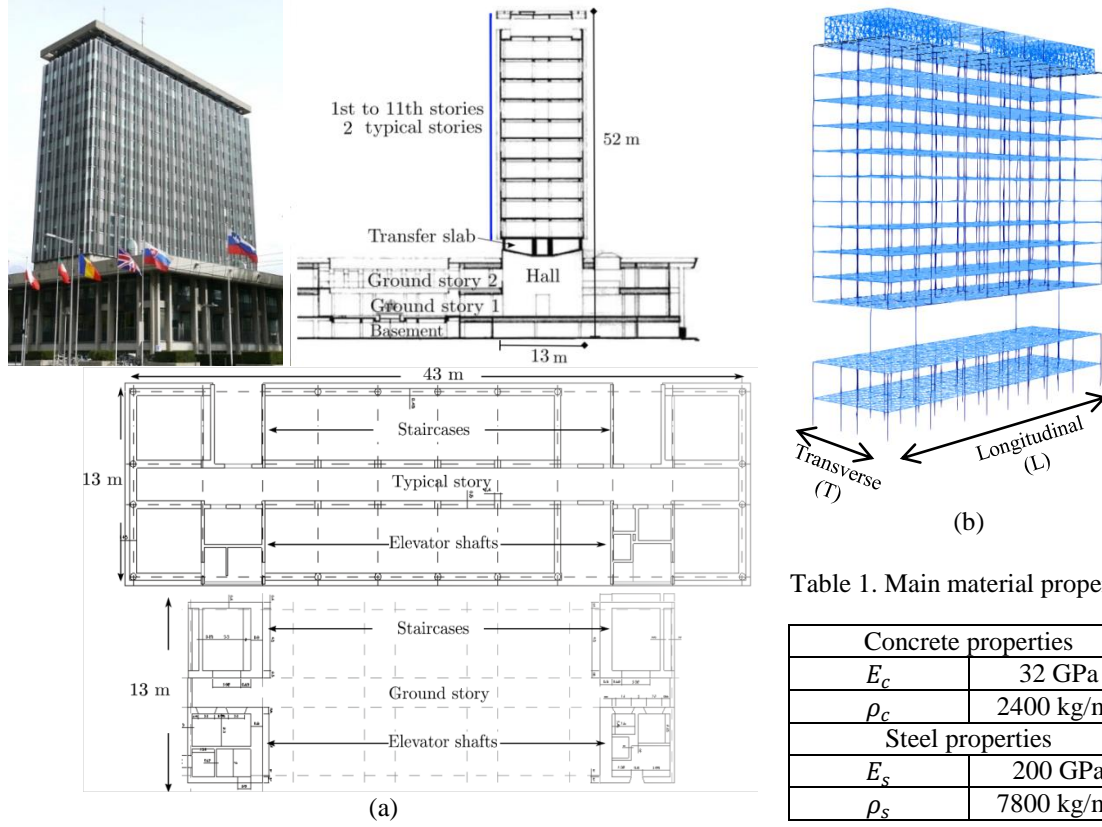 1st to 11th stories
2 typical stories
52 m
Transfer slab
Hall
Ground story 2
Ground story 1
Basement
13 m
43 m
Staircases
13 m
Typical story
Elevator shafts
Staircases
13 m
Ground story
Elevator shafts
(a)
Transverse
(T)
Longitudinal
(L)
(b)
Table 1. Main material prope
Concrete properties
E_c 32 GPa
ρ_c 2400 kg/m
Steel properties
E_s 200 GPa
ρ_s 7800 kg/m